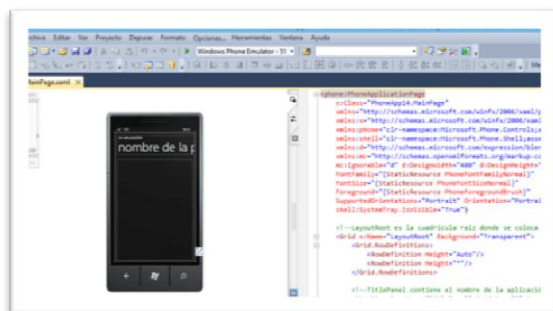 Archivo Editar Ver Proyecto Depurar Formato Opciones... Herramientas Ventana Ayuda
Windows Phone Emulator - ES
MainPage.xaml
nombre de la p
<phone:PhoneApplicationPage
x:Class="PhoneApp14.MainPage"
xmlns="http://schemas.microsoft.com/winfx/2006/xaml/p
xmlns:x="http://schemas.microsoft.com/winfx/2006/xaml
xmlns:phone="clr-namespace:Microsoft.Phone.Controls;a
xmlns:shell="clr-namespace:Microsoft.Phone.Shell;asse
xmlns:d="http://schemas.microsoft.com/expression/blen
xmlns:mc="http://schemas.openxmlformats.org/markup-co
mc:Ignorable="d" d:DesignWidth="480" d:DesignHeight="
FontFamily="{StaticResource PhoneFontFamilyNormal}"
FontSize="{StaticResource PhoneFontSizeNormal}"
Foreground="{StaticResource PhoneForegroundBrush}"
SupportedOrientations="Portrait" Orientation="Portrai
shell:SystemTray.IsVisible="True">
<!--LayoutRoot es la cuadrícula raíz donde se coloca
<Grid x:Name="LayoutRoot" Background="Transparent">
<Grid.RowDefinitions>
<RowDefinition Height="Auto"/>
<RowDefinition Height="*"/>
</Grid.RowDefinitions>
<!--TitlePanel contiene el nombre de la aplicació